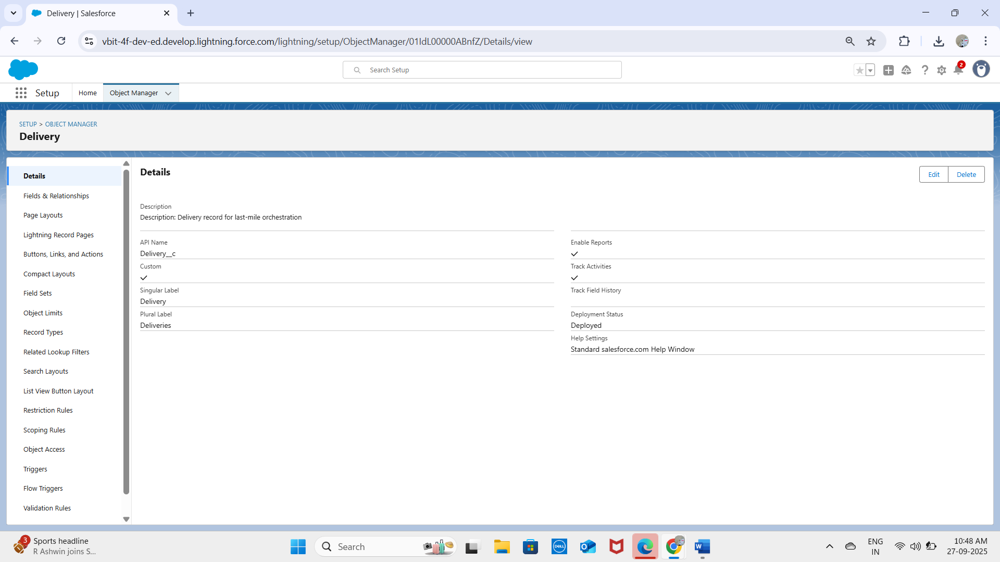 Delivery | Salesforce
vbit-4f-dev-ed.develop.lightning.force.com/lightning/setup/ObjectManager/01IdL00000ABnfZ/Details/view
Search Setup
2
Setup
Home
Object Manager
SETUP > OBJECT MANAGER
Delivery
Details
Fields & Relationships
Page Layouts
Lightning Record Pages
Buttons, Links, and Actions
Compact Layouts
Field Sets
Object Limits
Record Types
Related Lookup Filters
Search Layouts
List View Button Layout
Restriction Rules
Scoping Rules
Object Access
Triggers
Flow Triggers
Validation Rules
Details
Edit
Delete
Description
Description: Delivery record for last-mile orchestration
API Name
Delivery__c
Custom
Singular Label
Delivery
Plural Label
Deliveries
Enable Reports
Track Activities
Track Field History
Deployment Status
Deployed
Help Settings
Standard salesforce.com Help Window
3
Sports headline
R Ashwin joins S...
Search
DELL
W
ENG
IN
10:48 AM
27-09-2025